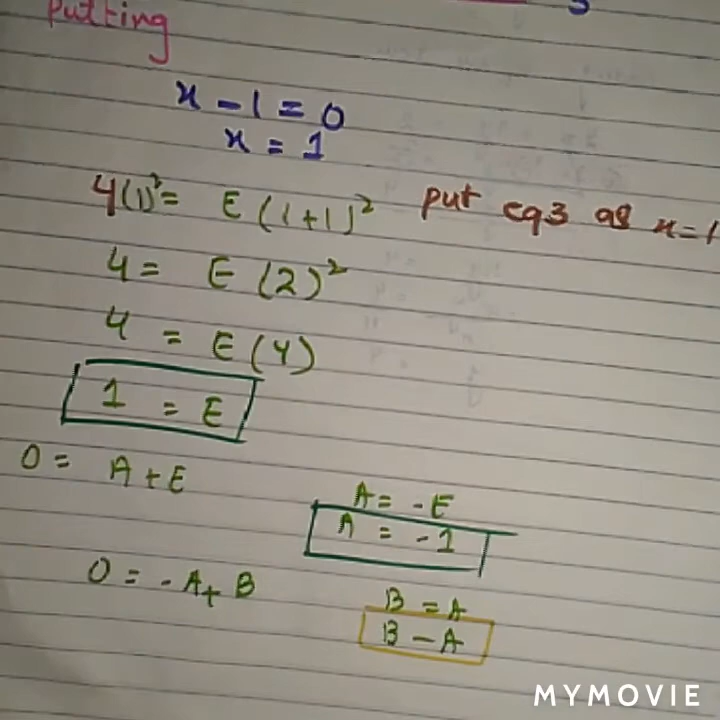 Putting
x - 1 = 0
x = 1
4(1)² = E(1+1)² put eq3 as x=1
4 = E(2)²
4 = E(4)
1 = E
0 = A + E
A = -E
A = -1
0 = -A + B
B = A
B - A
MYMOVIE